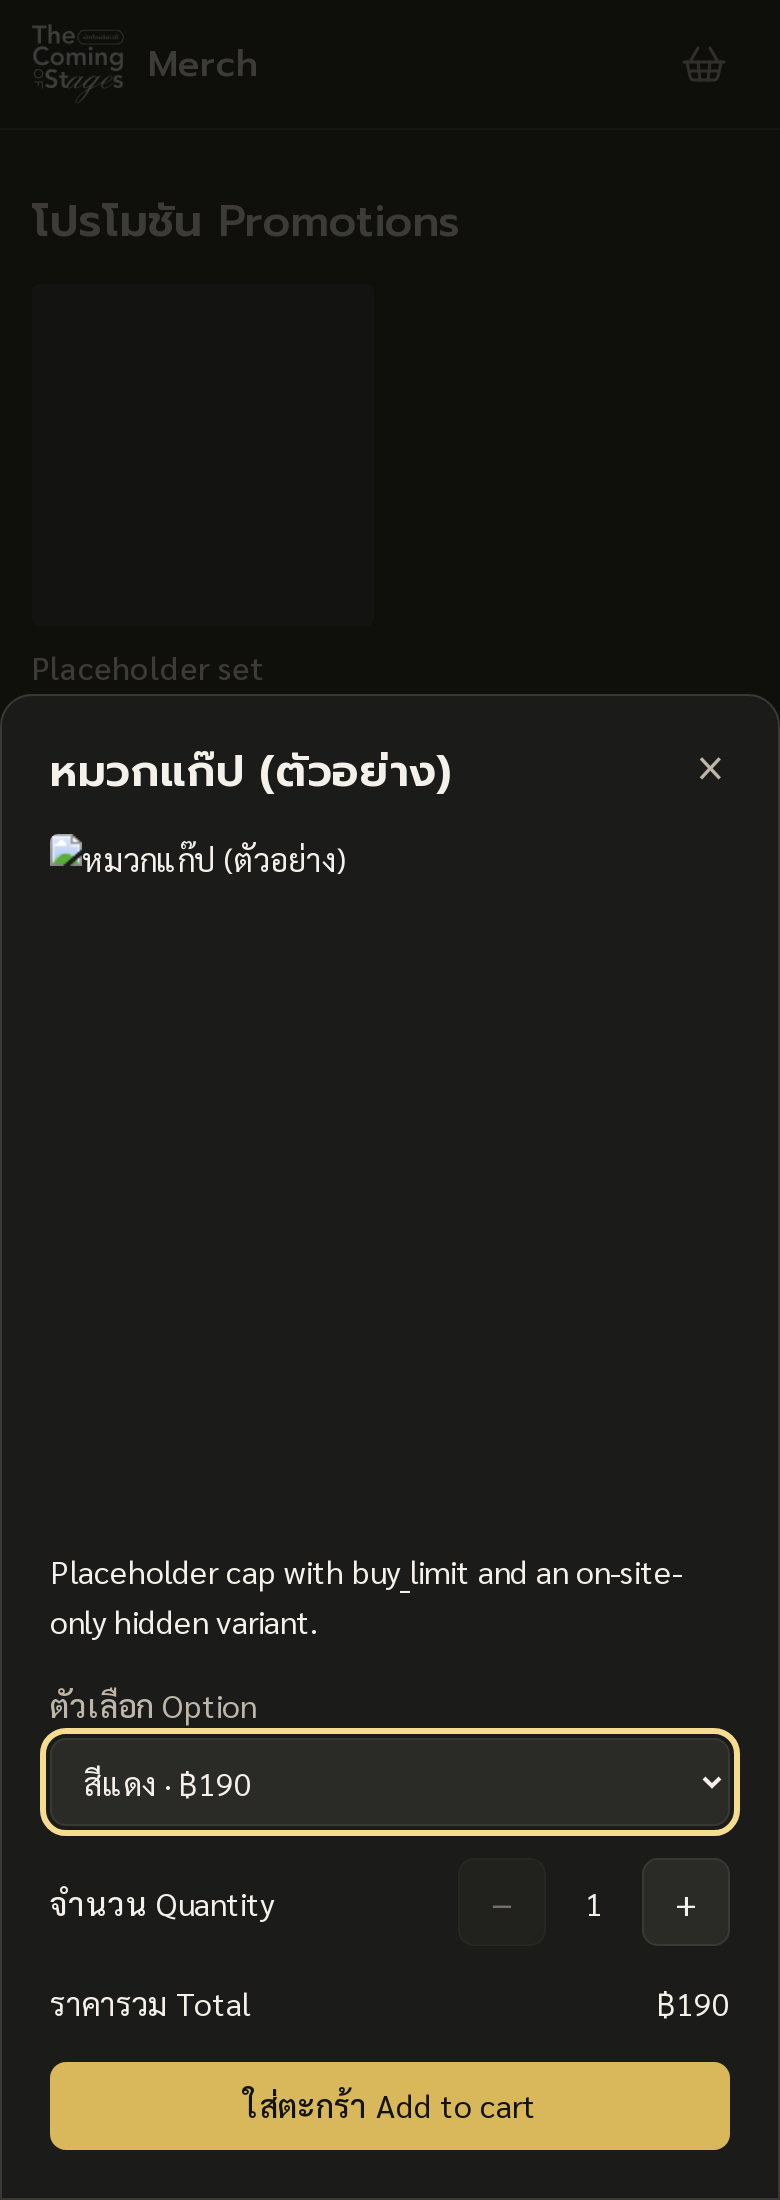 The
Coming
OF Stages
Merch
โปรโมชัน Promotions
Placeholder set
หมวกแก๊ป (ตัวอย่าง)
หมวกแก๊ป (ตัวอย่าง)
Placeholder cap with buy_limit and an on-site-
only hidden variant.
ตัวเลือก Option
สีแดง · ฿190
จำนวน Quantity
− 1 +
ราคารวม Total ฿190
ใส่ตะกร้า Add to cart